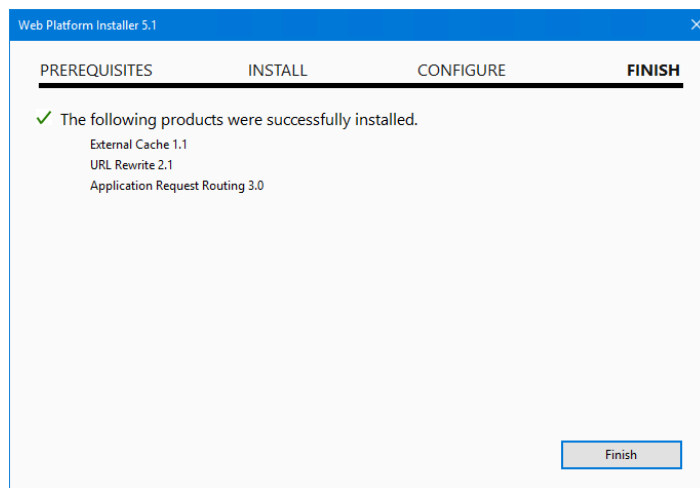 Web Platform Installer 5.1
PREREQUISITES INSTALL CONFIGURE FINISH
The following products were successfully installed.
External Cache 1.1
URL Rewrite 2.1
Application Request Routing 3.0
Finish